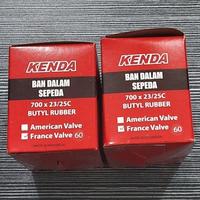 KENDA
BAN DALAM
SEPEDA
700 x 23/25C
BUTYL RUBBER
American Valve
France Valve 60
KENDA
BAN DALAM
SEPEDA
700 x 23/25C
BUTYL RUBBER
American Valve
France Valve 60